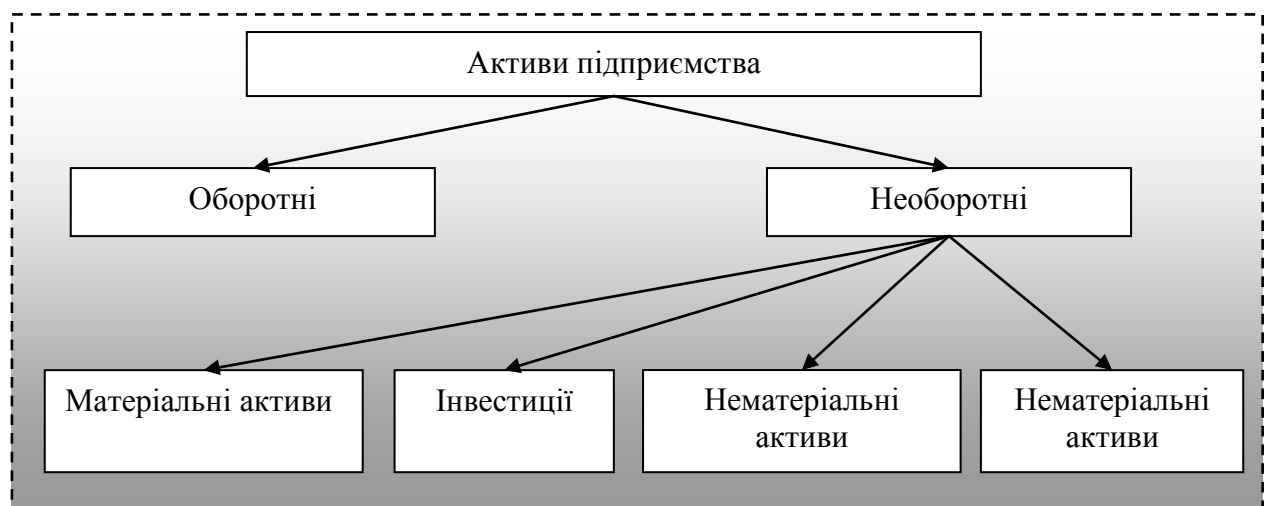 Активи підприємства
Оборотні
Необоротні
Матеріальні активи
Інвестиції
Нематеріальні
активи
Нематеріальні
активи